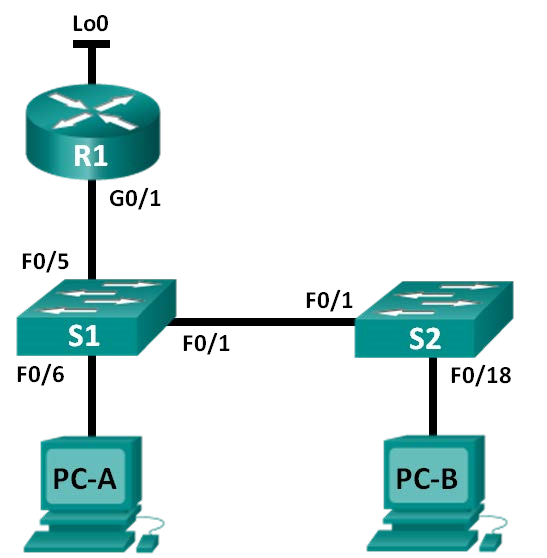 Lo0
R1
G0/1
F0/5
F0/1
S1
S2
F0/1
F0/6
F0/18
PC-A
PC-B